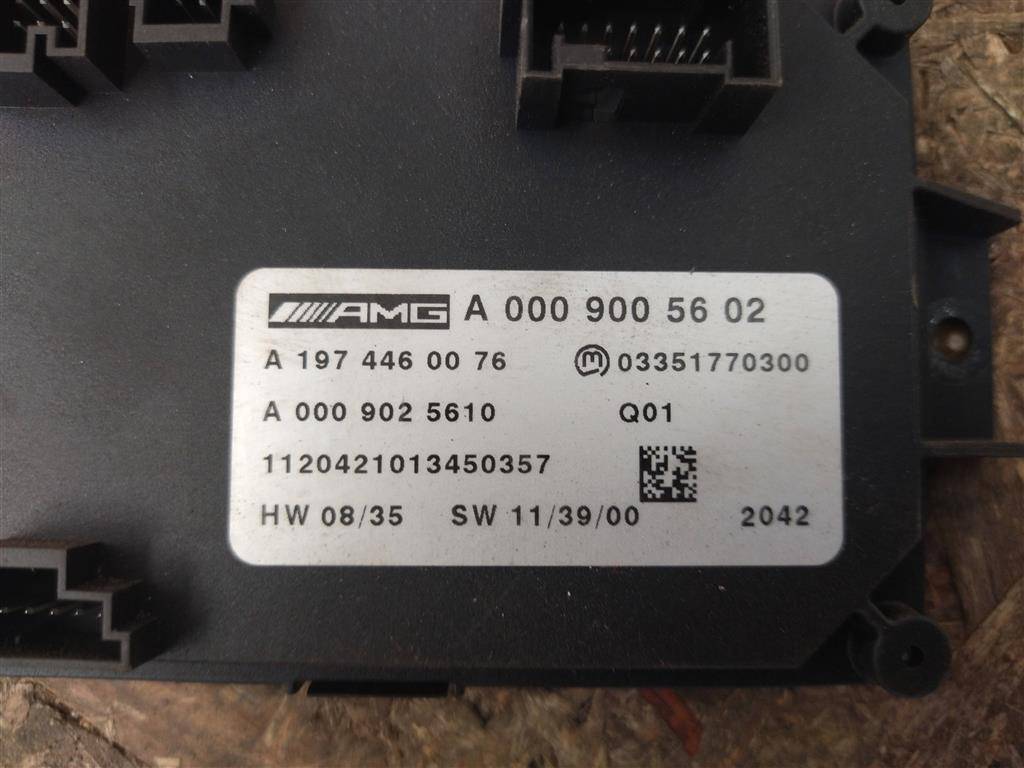 AMG A 000 900 56 02
A 197 446 00 76 m 03351770300
A 000 902 5610 Q01
1120421013450357
HW 08/35 SW 11/39/00 2042